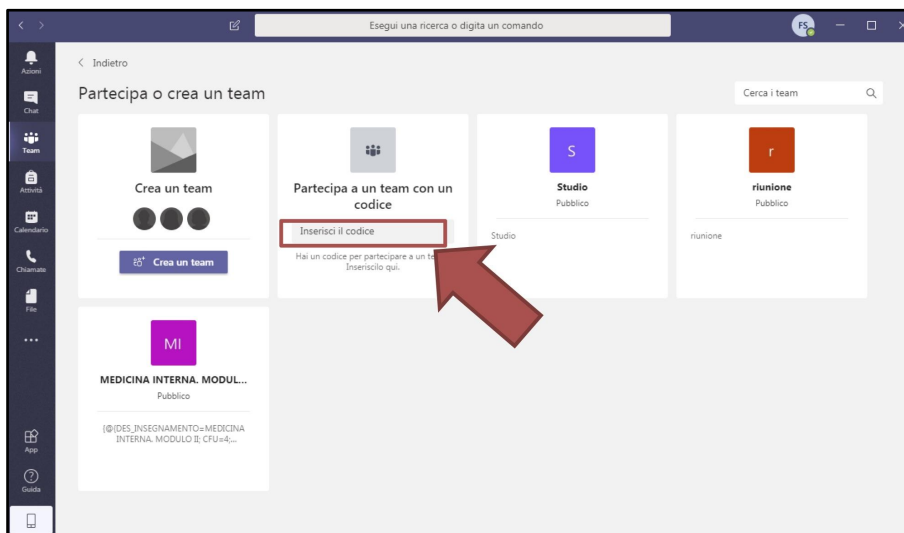 Esegui una ricerca o digita un comando
FS
Azioni
Chat
Team
Attività
Calendario
Chiamate
File
App
Guida
< Indietro
Partecipa o crea un team
Cerca i team
Crea un team
Crea un team
Partecipa a un team con un
codice
Inserisci il codice
Hai un codice per partecipare a un
Inseriscilo qui.
S
Studio
Pubblico
Studio
r
riunione
Pubblico
riunione
MI
MEDICINA INTERNA. MODUL...
Pubblico
{@{DES_INSEGNAMENTO=MEDICINA
INTERNA. MODULO II; CFU=4;...